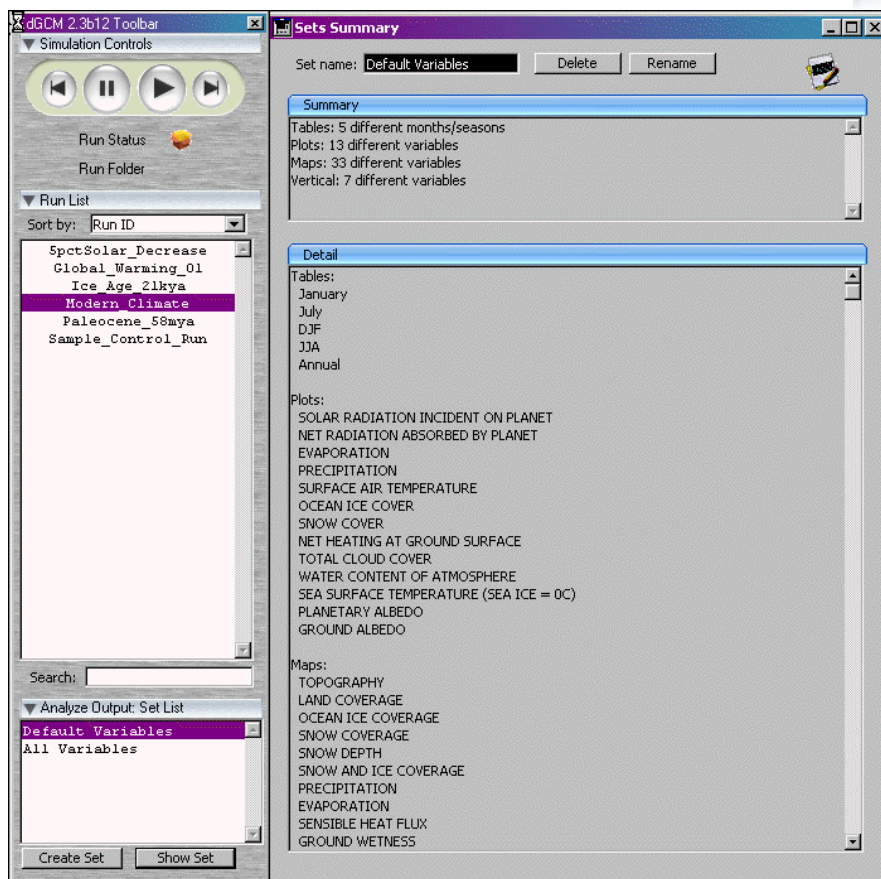 dGCM 2.3b12 Toolbar
Simulation Controls
Run Status
Run Folder
Run List
Sort by: Run ID
5pctSolar_Decrease
Global_Warming_01
Ice_Age_21kya
Modern_Climate
Paleocene_58mya
Sample_Control_Run
Search:
Analyze Output: Set List
Default Variables
All Variables
Create Set Show Set
Sets Summary
Set name: Default Variables Delete Rename
Summary
Tables: 5 different months/seasons
Plots: 13 different variables
Maps: 33 different variables
Vertical: 7 different variables
Detail
Tables:
January
July
DJF
JJA
Annual
Plots:
SOLAR RADIATION INCIDENT ON PLANET
NET RADIATION ABSORBED BY PLANET
EVAPORATION
PRECIPITATION
SURFACE AIR TEMPERATURE
OCEAN ICE COVER
SNOW COVER
NET HEATING AT GROUND SURFACE
TOTAL CLOUD COVER
WATER CONTENT OF ATMOSPHERE
SEA SURFACE TEMPERATURE (SEA ICE = 0C)
PLANETARY ALBEDO
GROUND ALBEDO
Maps:
TOPOGRAPHY
LAND COVERAGE
OCEAN ICE COVERAGE
SNOW COVERAGE
SNOW DEPTH
SNOW AND ICE COVERAGE
PRECIPITATION
EVAPORATION
SENSIBLE HEAT FLUX
GROUND WETNESS